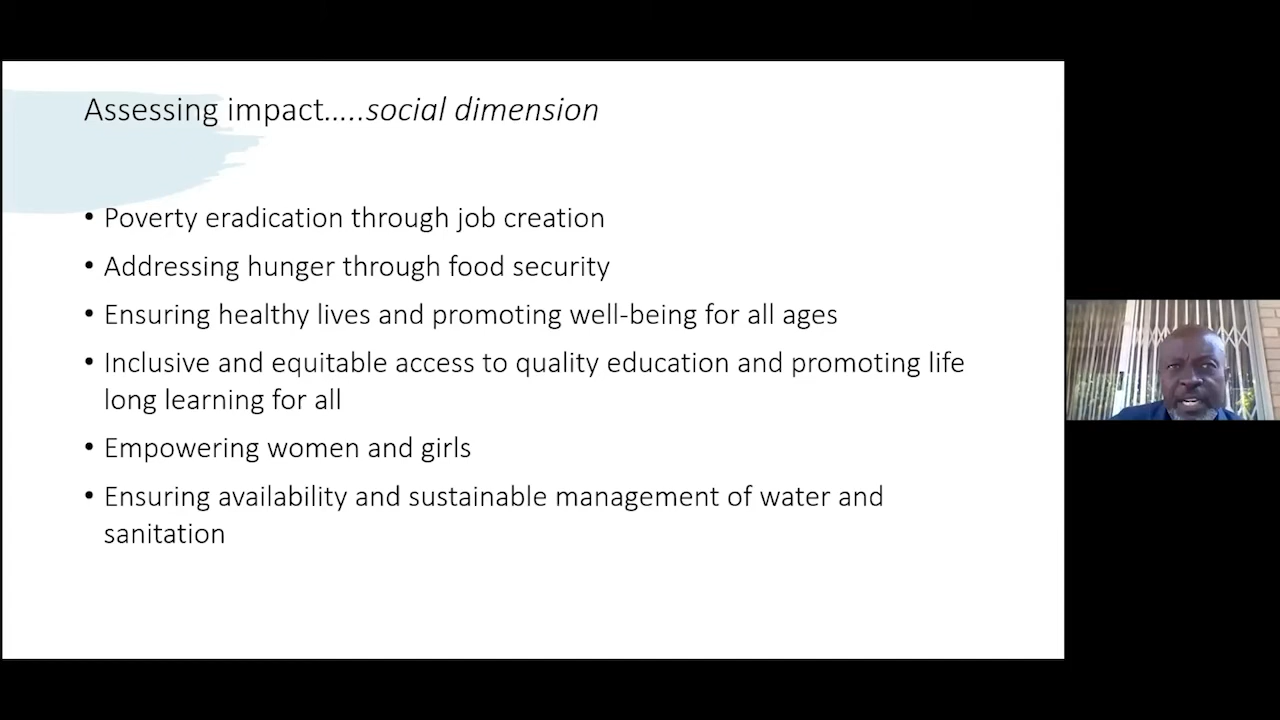 Assessing impact.....social dimension
• Poverty eradication through job creation
• Addressing hunger through food security
• Ensuring healthy lives and promoting well-being for all ages
• Inclusive and equitable access to quality education and promoting life
long learning for all
• Empowering women and girls
• Ensuring availability and sustainable management of water and
sanitation